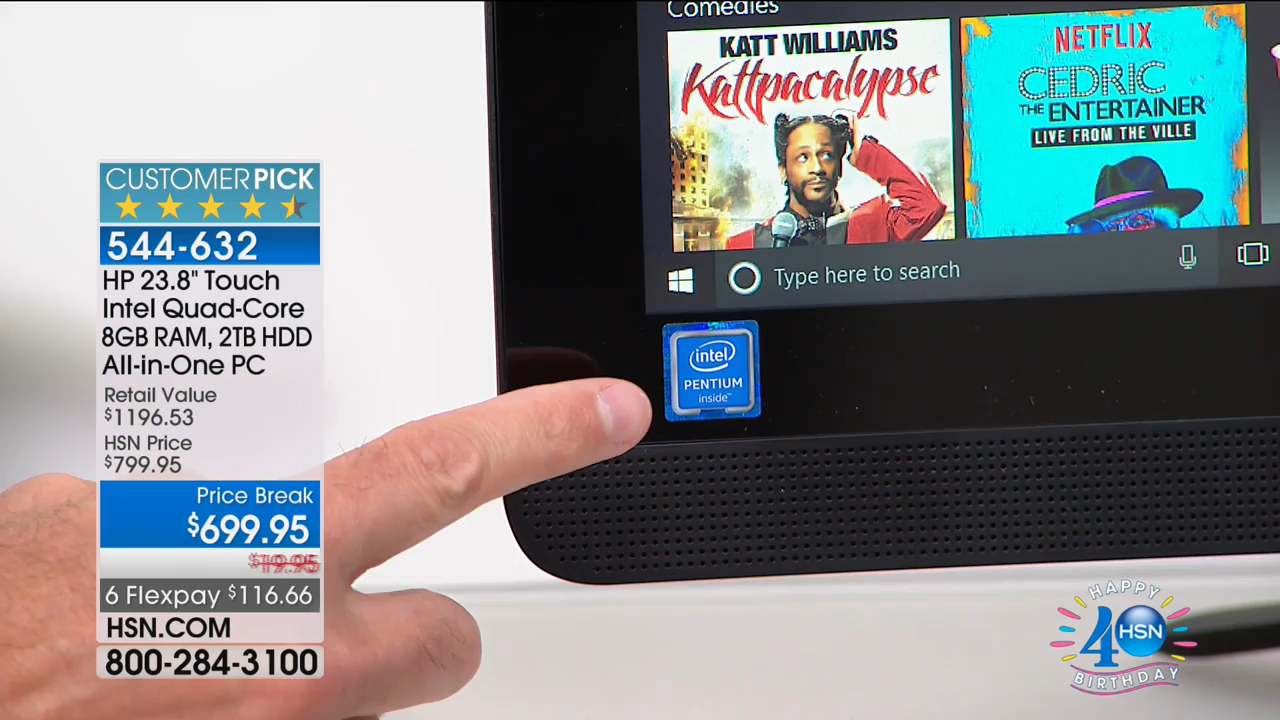 CUSTOMER PICK
544-632
HP 23.8" Touch
Intel Quad-Core
8GB RAM, 2TB HDD
All-in-One PC
Retail Value
$1196.53
HSN Price
$799.95
Price Break
$699.95
$19.95
6 Flexpay $116.66
HSN.COM
800-284-3100
Comedies
KATT WILLIAMS
Kattpacalypse
NETFLIX
CEDRIC
THE ENTERTAINER
LIVE FROM THE VILLE
Type here to search
intel
PENTIUM
inside™
HAPPY
40
HSN
BIRTHDAY